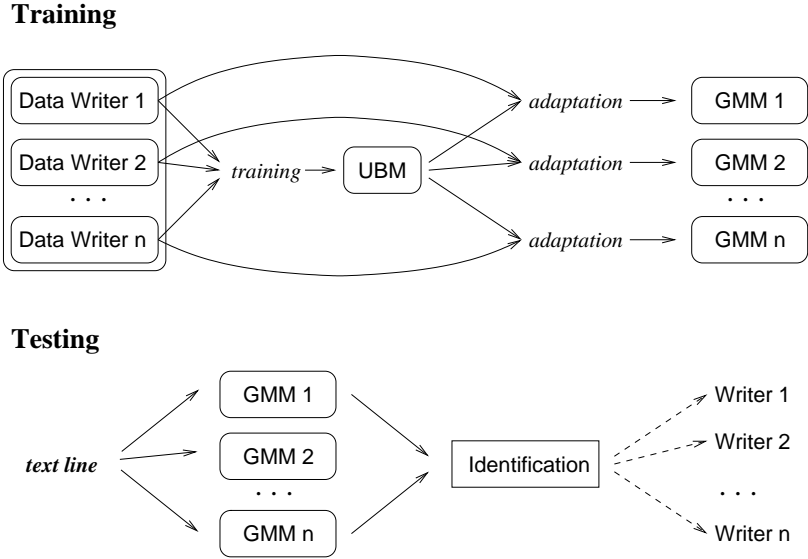 Training
Data Writer 1 adaptation GMM 1
Data Writer 2 training UBM adaptation GMM 2
. . . . . .
Data Writer n adaptation GMM n
Testing
GMM 1 Writer 1
text line GMM 2 Identification Writer 2
. . . . . .
GMM n Writer n